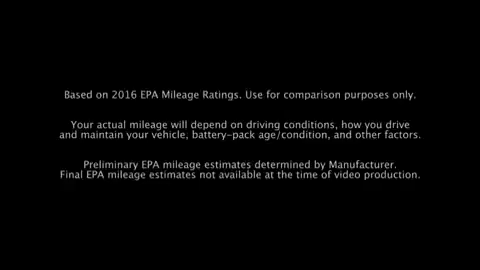 Based on 2016 EPA Mileage Ratings. Use for comparison purposes only.
Your actual mileage will depend on driving conditions, how you drive
and maintain your vehicle, battery-pack age/condition, and other factors.
Preliminary EPA mileage estimates determined by Manufacturer.
Final EPA mileage estimates not available at the time of video production.